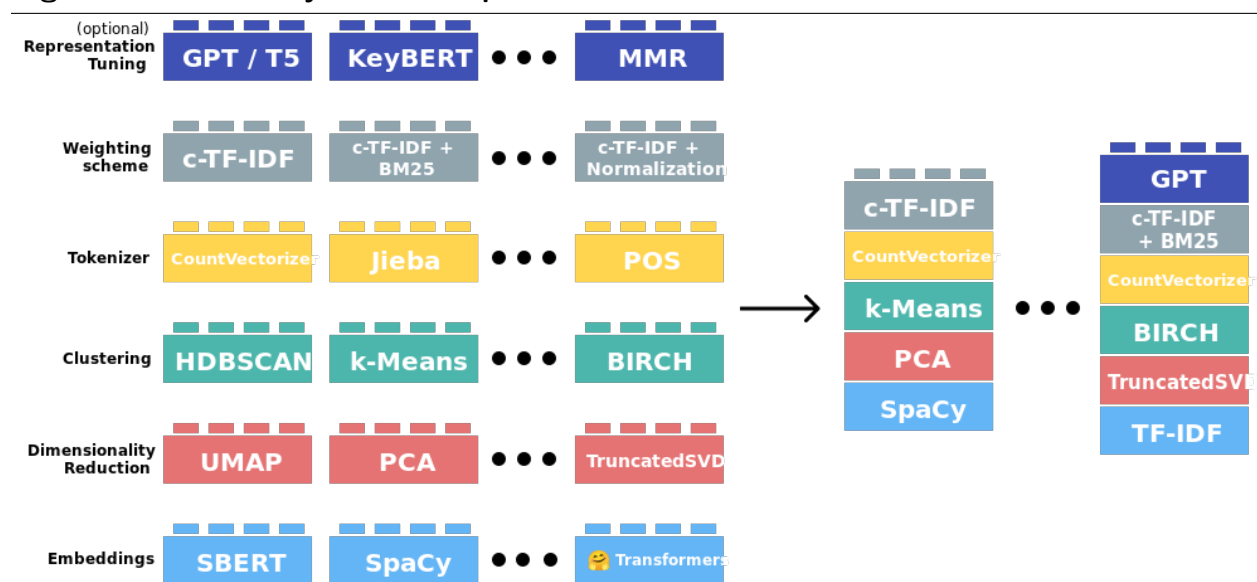 (optional)
Representation
Tuning
GPT / T5
KeyBERT
MMR
Weighting
scheme
c-TF-IDF
c-TF-IDF +
BM25
c-TF-IDF +
Normalization
Tokenizer
CountVectorizer
Jieba
POS
Clustering
HDBSCAN
k-Means
BIRCH
Dimensionality
Reduction
UMAP
PCA
TruncatedSVD
Embeddings
SBERT
SpaCy
🤗 Transformers
c-TF-IDF
CountVectorizer
k-Means
PCA
SpaCy
GPT
c-TF-IDF
+ BM25
CountVectorizer
BIRCH
TruncatedSVD
TF-IDF